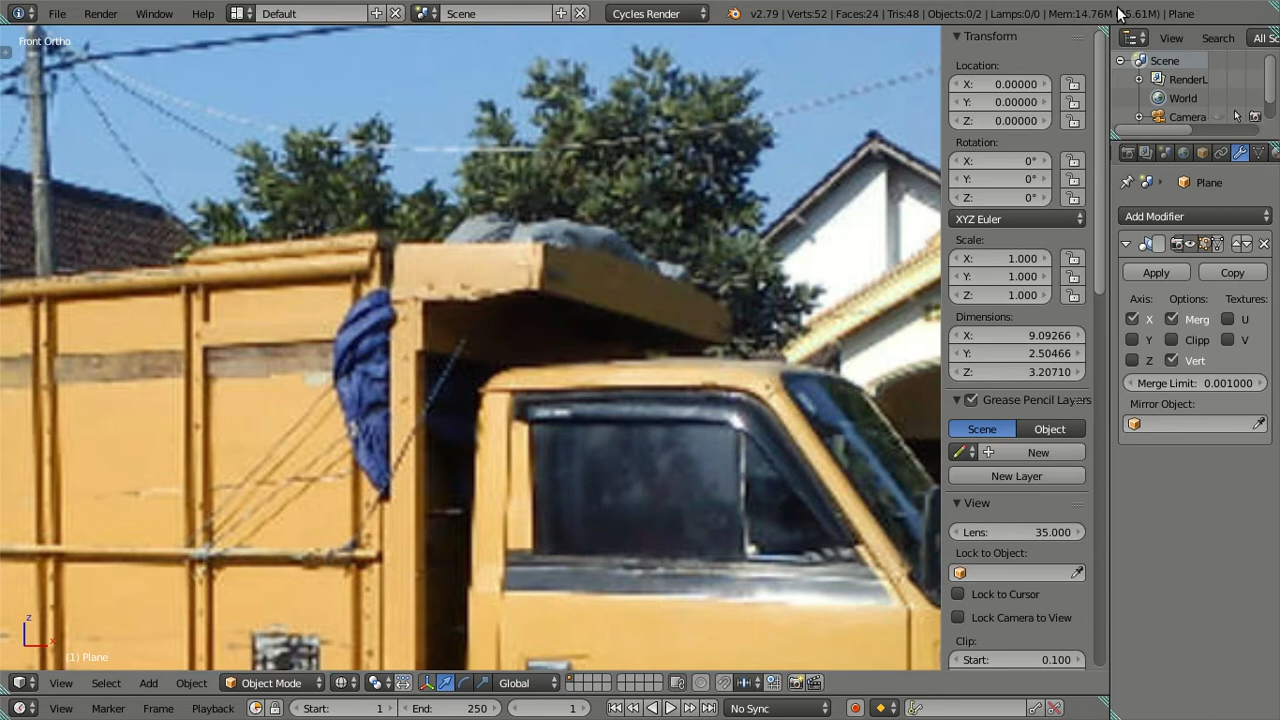 File Render Window Help Default Scene Cycles Render v2.79 | Verts:52 | Faces:24 | Tris:48 | Objects:0/2 | Lamps:0/0 | Mem:14.76M 5.61M) | Plane
Front Ortho
Transform
Location:
X: 0.00000
Y: 0.00000
Z: 0.00000
Rotation:
X: 0°
Y: 0°
Z: 0°
XYZ Euler
Scale:
X: 1.000
Y: 1.000
Z: 1.000
Dimensions:
X: 9.09266
Y: 2.50466
Z: 3.20710
Grease Pencil Layers
Scene Object
New
New Layer
View
Lens: 35.000
Lock to Object:
Lock to Cursor
Lock Camera to View
Clip:
Start: 0.100
View Search All Sc
Scene
RenderL
World
Camera
Plane
Add Modifier
Apply Copy
Axis: Options: Textures:
X Merg U
Y Clipp V
Z Vert
Merge Limit: 0.001000
Mirror Object:
z
x
(1) Plane
View Select Add Object Object Mode Global
View Marker Frame Playback Start: 1 End: 250 1 No Sync